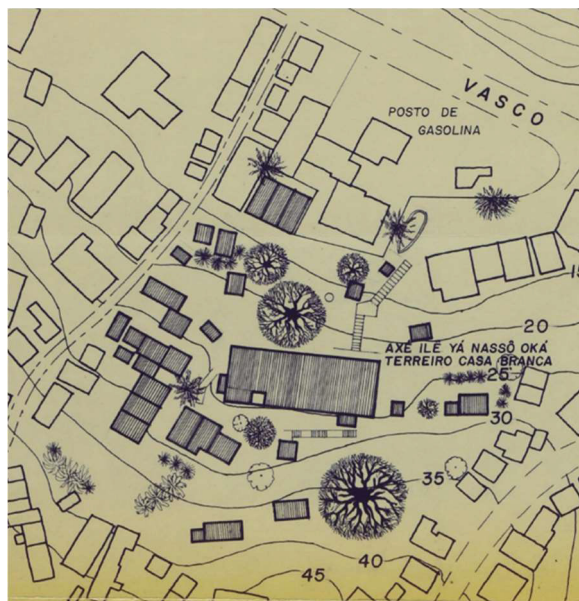 VASCO
POSTO DE
GASOLINA
15
20
AXÉ ILÊ YÁ NASSÔ OKÁ
TERREIRO CASA BRANCA
25
30
35
40
45